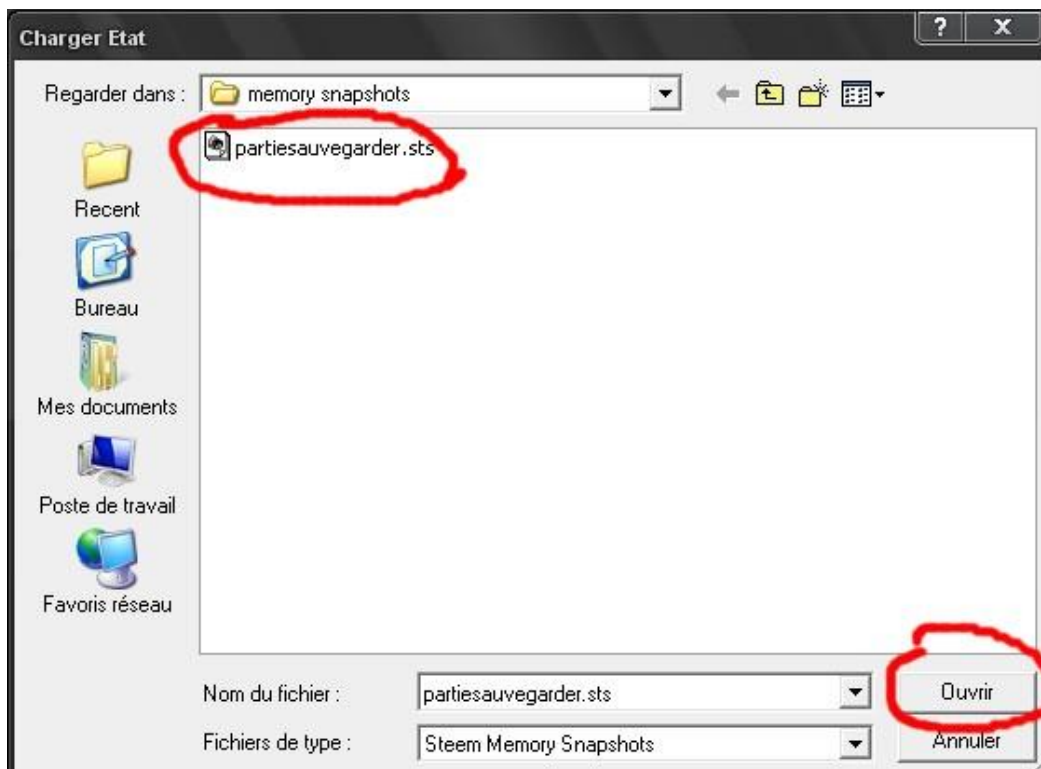 Charger Etat
? X
Regarder dans : memory snapshots
partiesauvegarder.sts
Recent
Bureau
Mes documents
Poste de travail
Favoris réseau
Nom du fichier : partiesauvegarder.sts Ouvrir
Fichiers de type : Steem Memory Snapshots Annuler